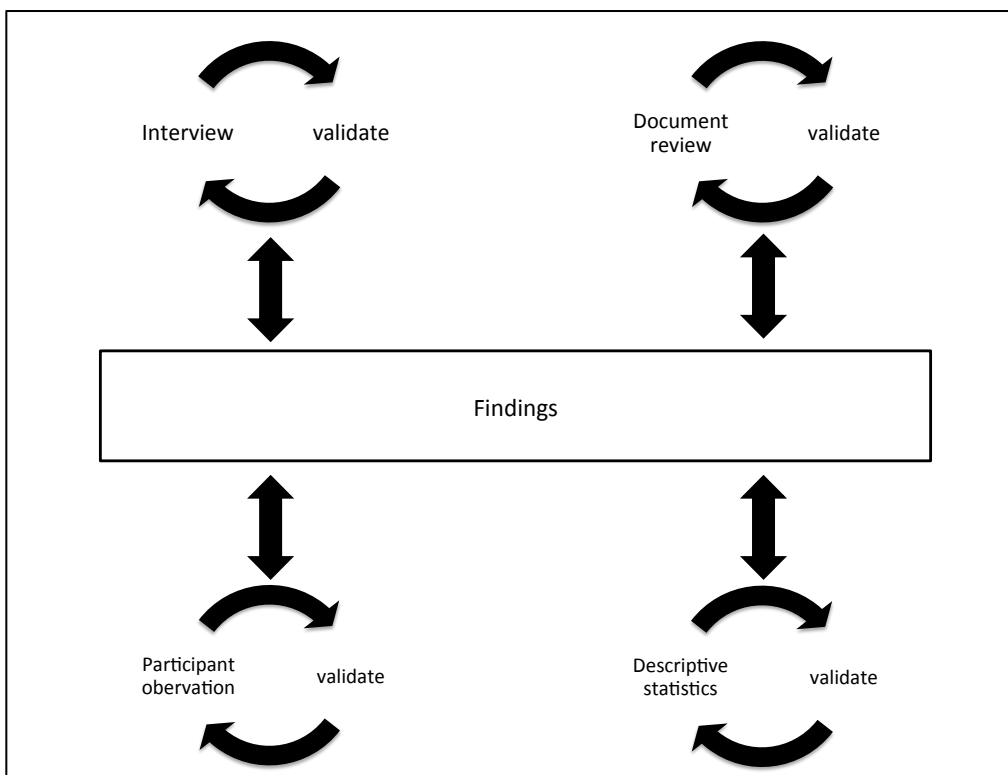 Interview
validate
Document
review
validate
Findings
Participant
obervation
validate
Descriptive
statistics
validate